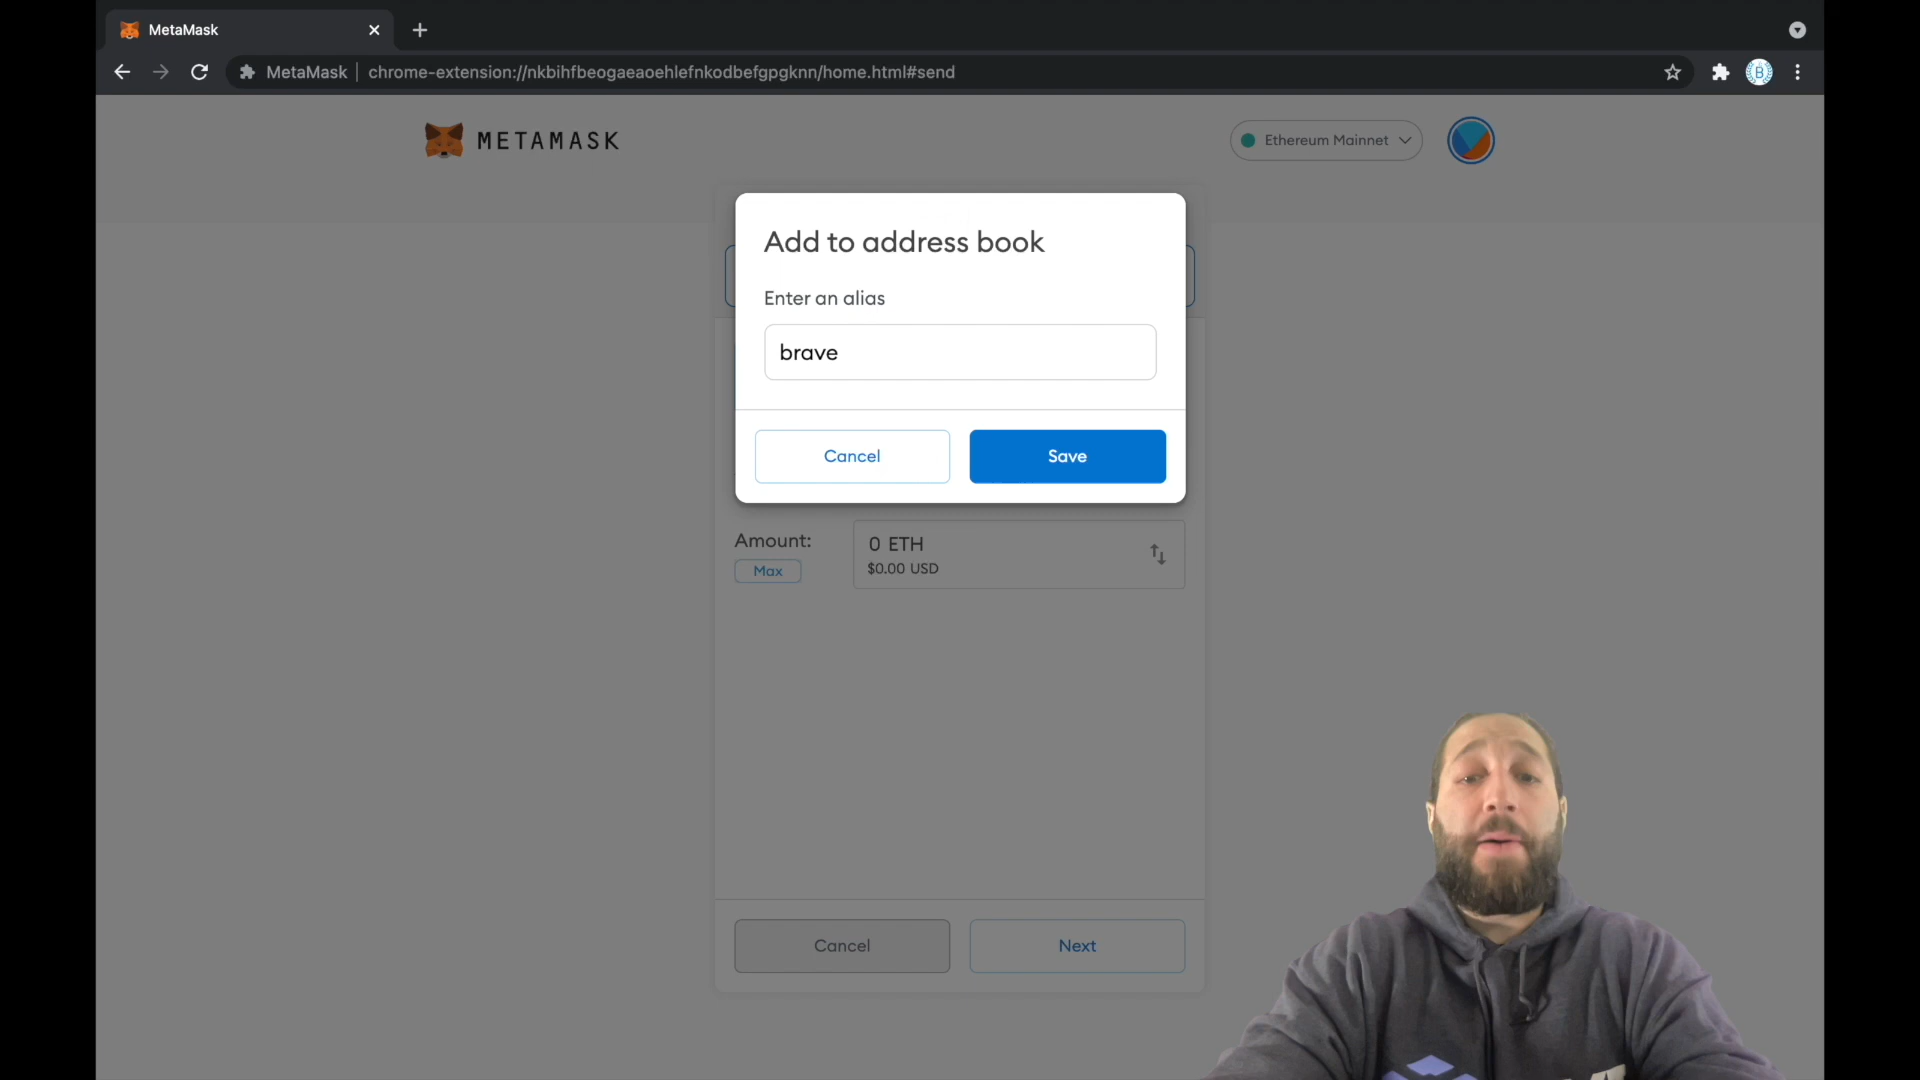 MetaMask
MetaMask chrome-extension://nkbihfbeogaeaoehlefnkodbefgpgknn/home.html#send
B
METAMASK
Ethereum Mainnet
Add to address book
Enter an alias
brave
Cancel Save
Amount:
0 ETH
Max
$0.00 USD
Cancel Next